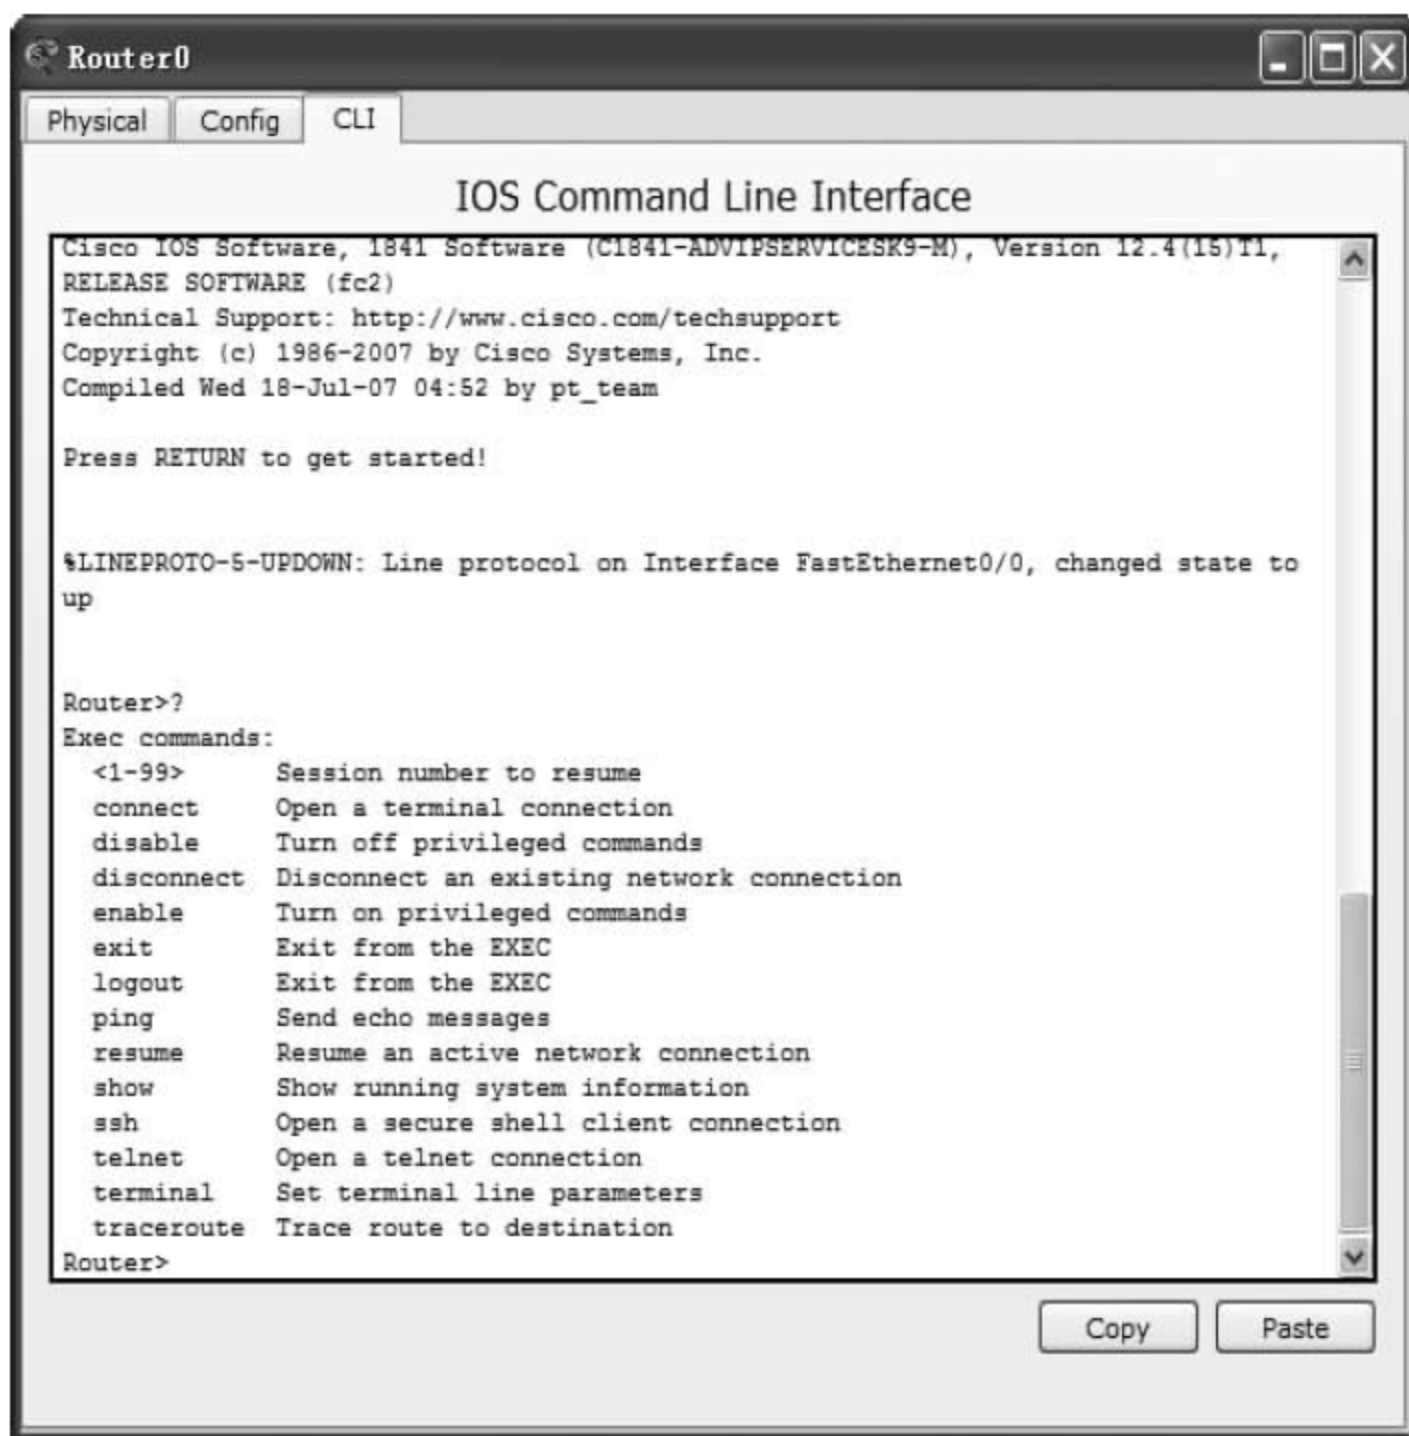 Router0
Physical Config CLI
IOS Command Line Interface
Cisco IOS Software, 1841 Software (C1841-ADVIPSERVICESK9-M), Version 12.4(15)T1,
RELEASE SOFTWARE (fc2)
Technical Support: http://www.cisco.com/techsupport
Copyright (c) 1986-2007 by Cisco Systems, Inc.
Compiled Wed 18-Jul-07 04:52 by pt_team
Press RETURN to get started!
%LINEPROTO-5-UPDOWN: Line protocol on Interface FastEthernet0/0, changed state to
up
Router>?
Exec commands:
<1-99> Session number to resume
connect Open a terminal connection
disable Turn off privileged commands
disconnect Disconnect an existing network connection
enable Turn on privileged commands
exit Exit from the EXEC
logout Exit from the EXEC
ping Send echo messages
resume Resume an active network connection
show Show running system information
ssh Open a secure shell client connection
telnet Open a telnet connection
terminal Set terminal line parameters
traceroute Trace route to destination
Router>
Copy Paste